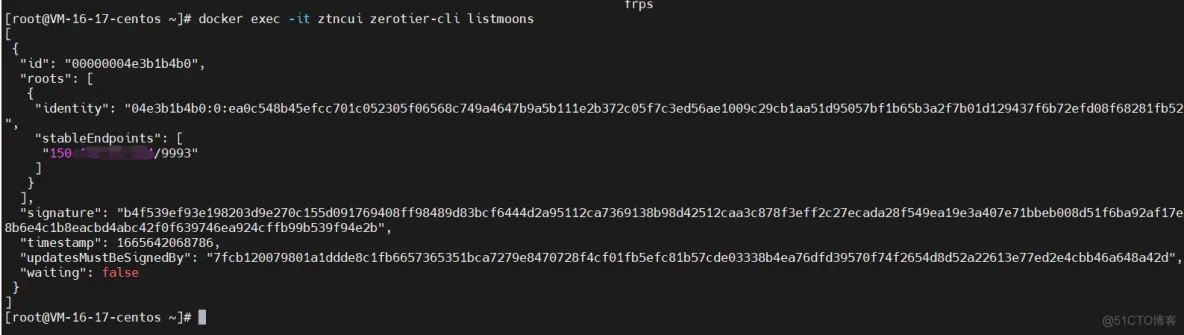 frps
[root@VM-16-17-centos ~]# docker exec -it ztncui zerotier-cli listmoons
[
 {
  "id": "00000004e3b1b4b0",
  "roots": [
   {
    "identity": "04e3b1b4b0:0:ea0c548b45efcc701c052305f06568c749a4647b9a5b111e2b372c05f7c3ed56ae1009c29cb1aa51d95057bf1b65b3a2f7b01d129437f6b72efd08f68281fb52
",
    "stableEndpoints": [
     "150 /9993"
    ]
   }
  ],
  "signature": "b4f539ef93e198203d9e270c155d091769408ff98489d83bcf6444d2a95112ca7369138b98d42512caa3c878f3eff2c27ecada28f549ea19e3a407e71bbeb008d51f6ba92af17e
8b6e4c1b8eacbd4abc42f0f639746ea924cffb99b539f94e2b",
  "timestamp": 1665642068786,
  "updatesMustBeSignedBy": "7fcb120079801a1ddde8c1fb6657365351bca7279e8470728f4cf01fb5efc81b57cde03338b4ea76dfd39570f74f2654d8d52a22613e77ed2e4cbb46a648a42d",
  "waiting": false
 }
]
[root@VM-16-17-centos ~]#
@51CTO博客